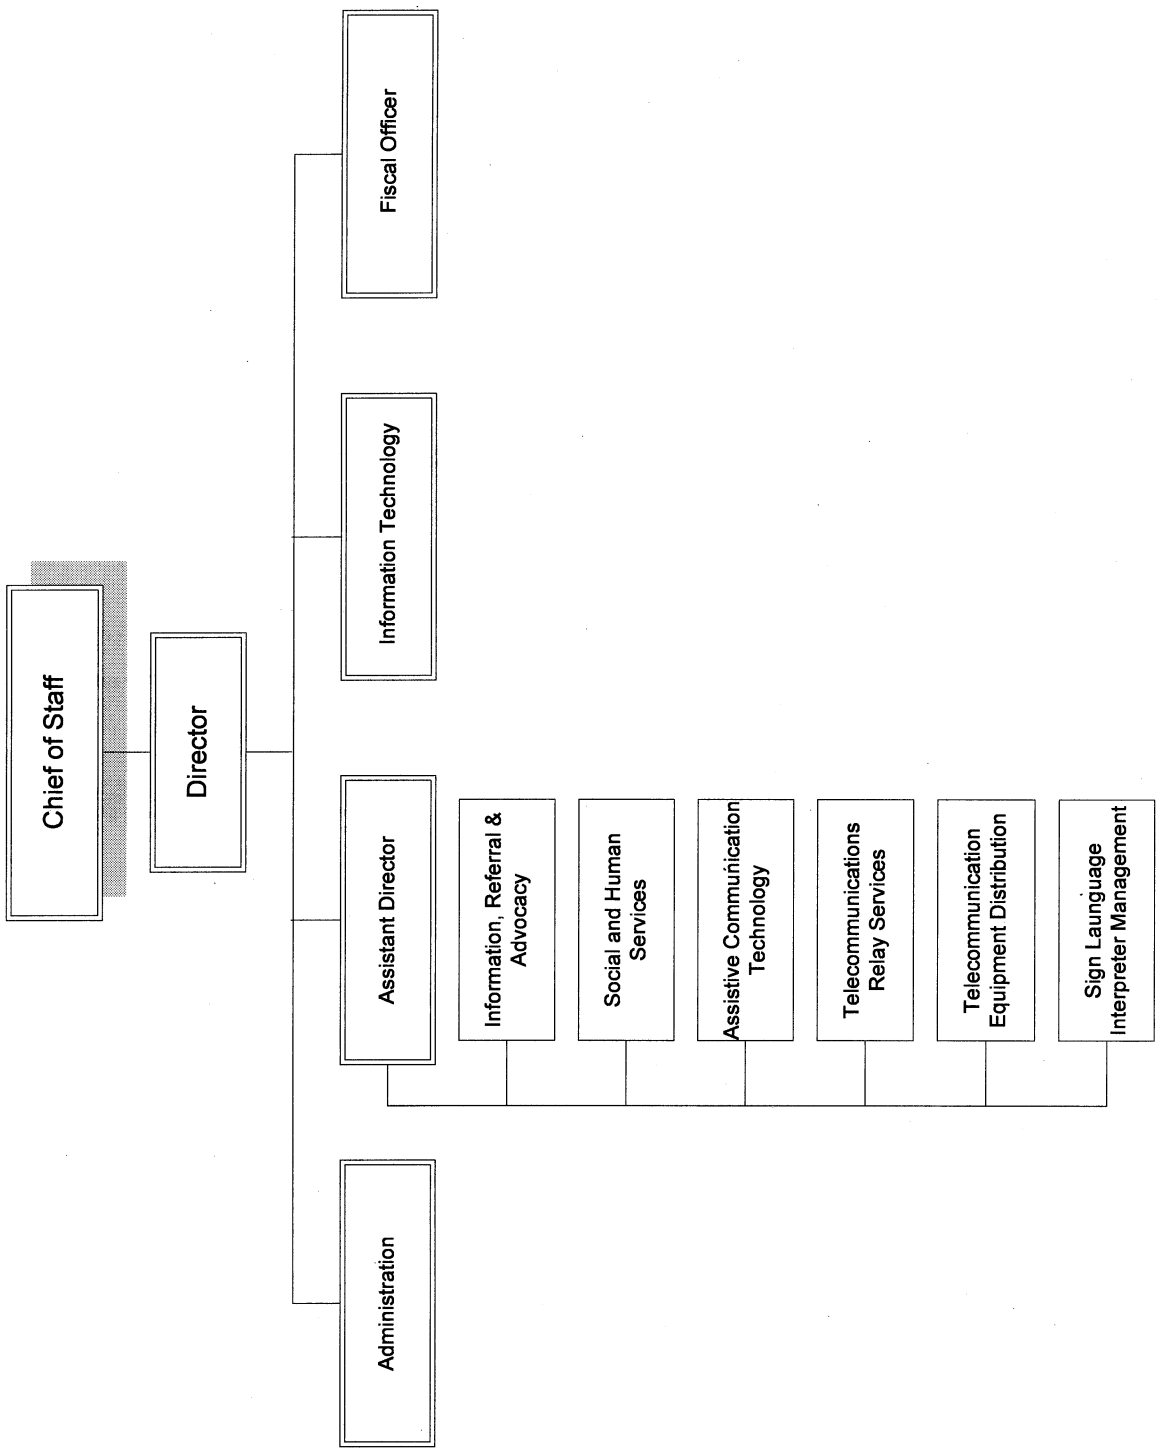 Chief of Staff
Director
Administration
Assistant Director
Information Technology
Fiscal Officer
Information, Referral &
Advocacy
Social and Human
Services
Assistive Communication
Technology
Telecommunications
Relay Services
Telecommunication
Equipment Distribution
Sign Launguage
Interpreter Management